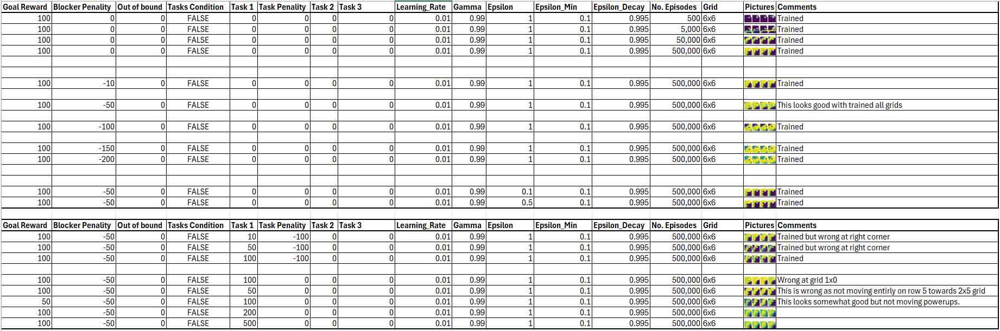 Goal Reward Blocker Penality Out of bound Tasks Condition Task 1 Task Penality Task 2 Task 3 Learning_Rate Gamma Epsilon Epsilon_Min Epsilon_Decay No. Episodes Grid Pictures Comments
100 0 0 FALSE 0 0 0 0 0.01 0.99 1 0.1 0.995 500 6x6 Trained
100 0 0 FALSE 0 0 0 0 0.01 0.99 1 0.1 0.995 5,000 6x6 Trained
100 0 0 FALSE 0 0 0 0 0.01 0.99 1 0.1 0.995 50,000 6x6 Trained
100 0 0 FALSE 0 0 0 0 0.01 0.99 1 0.1 0.995 500,000 6x6 Trained
100 -10 0 FALSE 0 0 0 0 0.01 0.99 1 0.1 0.995 500,000 6x6 Trained
100 -50 0 FALSE 0 0 0 0 0.01 0.99 1 0.1 0.995 500,000 6x6 This looks good with trained all grids
100 -100 0 FALSE 0 0 0 0 0.01 0.99 1 0.1 0.995 500,000 6x6 Trained
100 -150 0 FALSE 0 0 0 0 0.01 0.99 1 0.1 0.995 500,000 6x6 Trained
100 -200 0 FALSE 0 0 0 0 0.01 0.99 1 0.1 0.995 500,000 6x6 Trained
100 -50 0 FALSE 0 0 0 0 0.01 0.99 0.1 0.1 0.995 500,000 6x6 Trained
100 -50 0 FALSE 0 0 0 0 0.01 0.99 0.5 0.1 0.995 500,000 6x6 Trained
Goal Reward Blocker Penality Out of bound Tasks Condition Task 1 Task Penality Task 2 Task 3 Learning_Rate Gamma Epsilon Epsilon_Min Epsilon_Decay No. Episodes Grid Pictures Comments
100 -50 0 FALSE 10 -100 0 0 0.01 0.99 1 0.1 0.995 500,000 6x6 Trained but wrong at right corner
100 -50 0 FALSE 50 -100 0 0 0.01 0.99 1 0.1 0.995 500,000 6x6 Trained but wrong at right corner
100 -50 0 FALSE 100 -100 0 0 0.01 0.99 1 0.1 0.995 500,000 6x6 Trained
100 -50 0 FALSE 100 0 0 0 0.01 0.99 1 0.1 0.995 500,000 6x6 Wrong at grid 1x0
100 -50 0 FALSE 50 0 0 0 0.01 0.99 1 0.1 0.995 500,000 6x6 This is wrong as not moving entirly on row 5 towards 2x5 grid
50 -50 0 FALSE 100 0 0 0 0.01 0.99 1 0.1 0.995 500,000 6x6 This looks somewhat good but not moving powerups.
100 -50 0 FALSE 200 0 0 0 0.01 0.99 1 0.1 0.995 500,000 6x6
100 -50 0 FALSE 500 0 0 0 0.01 0.99 1 0.1 0.995 500,000 6x6